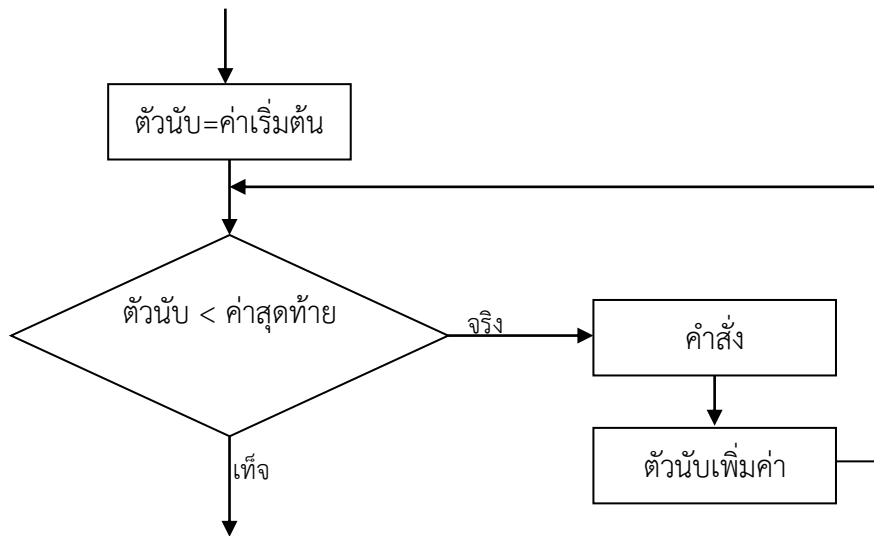 ตัวนับ=ค่าเริ่มต้น
ตัวนับ < ค่าสุดท้าย
จริง
คำสั่ง
ตัวนับเพิ่มค่า
เท็จ